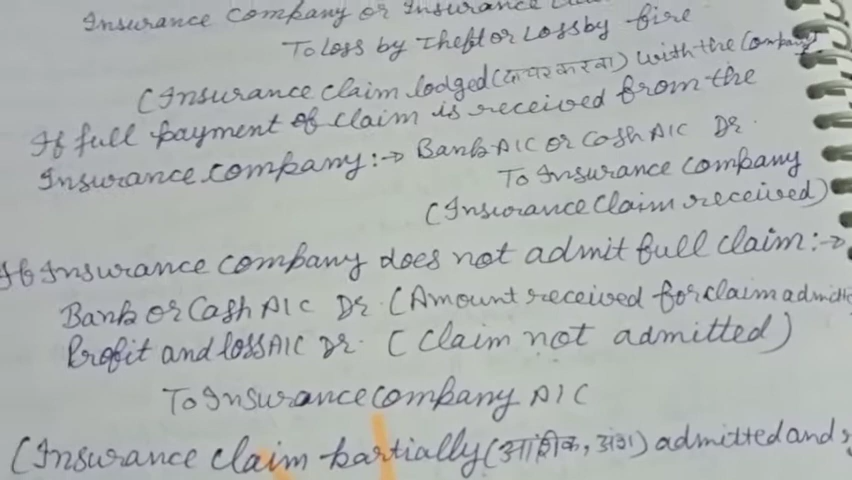 Insurance Company or Insurance
To Loss by Theft or Loss by fire
(Insurance claim lodged (दायर करवा) with the Company
If full payment of claim is received from the
Insurance company:→ Bank A/C or Cash A/C Dr.
To Insurance company
(Insurance Claim received)
If Insurance company does not admit full claim:→
Bank or Cash A/C Dr. (Amount received for claim
Profit and loss A/C Dr. (Claim not admitted)
To Insurance Company A/C
(Insurance claim partially (आंशिक, अंश) admitted and